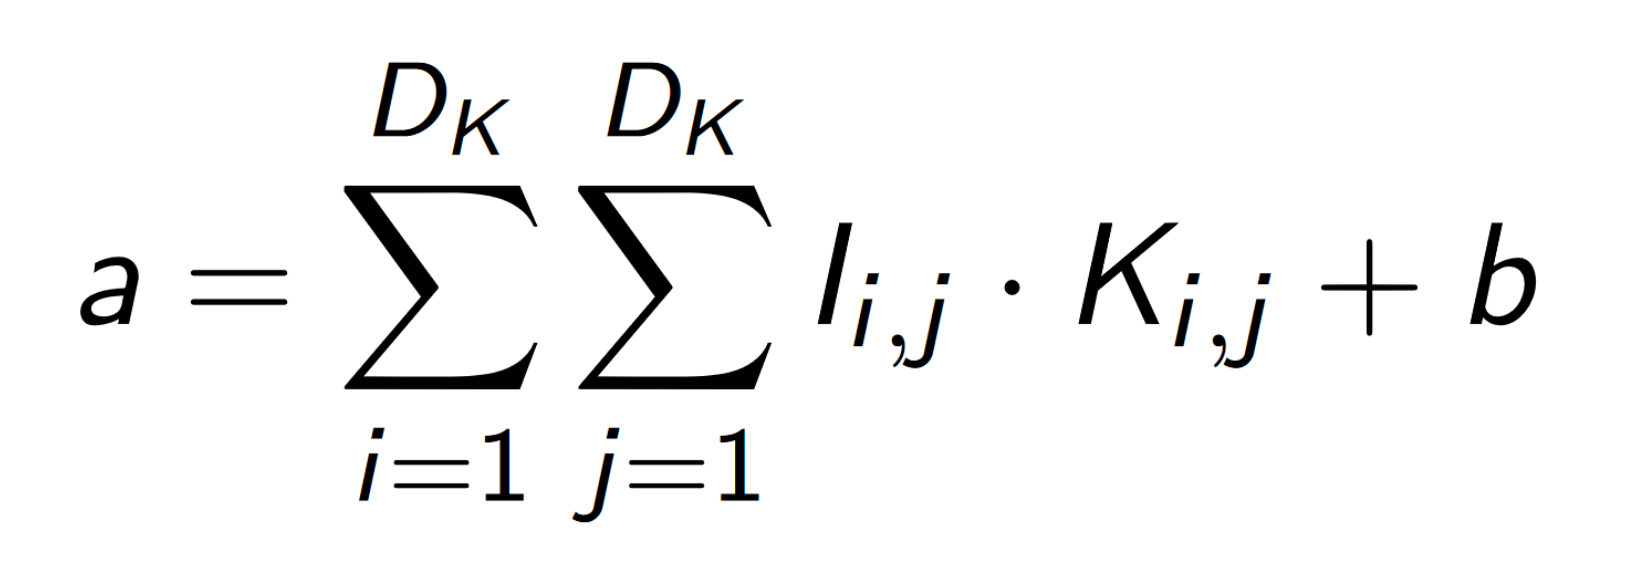 a = \sum_{i=1}^{D_K} \sum_{j=1}^{D_K} I_{i,j} \cdot K_{i,j} + b